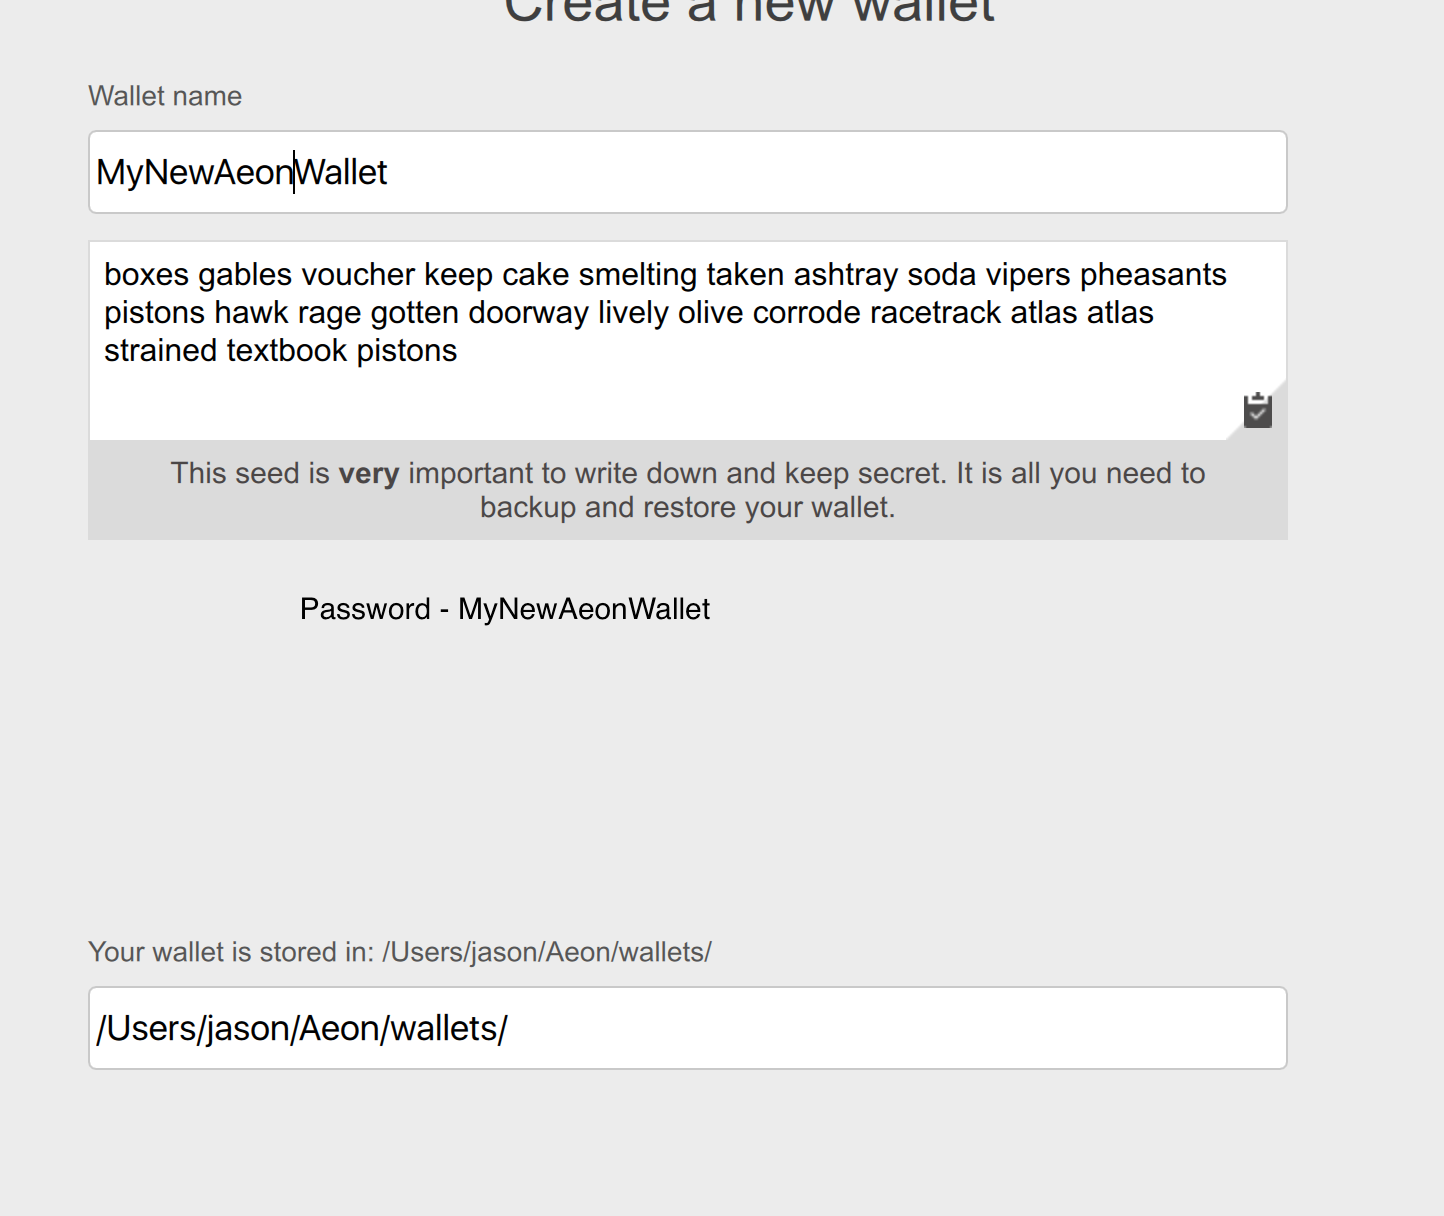 Create a new wallet
Wallet name
MyNewAeonWallet
boxes gables voucher keep cake smelting taken ashtray soda vipers pheasants
pistons hawk rage gotten doorway lively olive corrode racetrack atlas atlas
strained textbook pistons
This seed is very important to write down and keep secret. It is all you need to
backup and restore your wallet.
Password - MyNewAeonWallet
Your wallet is stored in: /Users/jason/Aeon/wallets/
/Users/jason/Aeon/wallets/